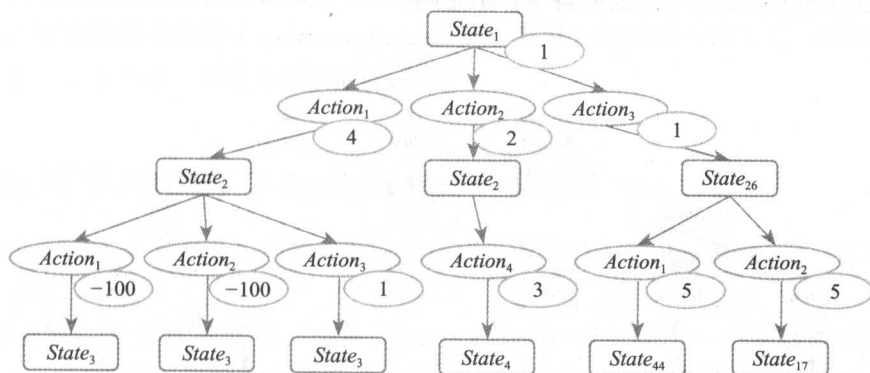 State₁
1
Action₁ Action₂ Action₃
4 2 1
State₂ State₂ State₂₆
Action₁ Action₂ Action₃ Action₄ Action₁ Action₂
−100 −100 1 3 5 5
State₃ State₃ State₃ State₄ State₄₄ State₁₇